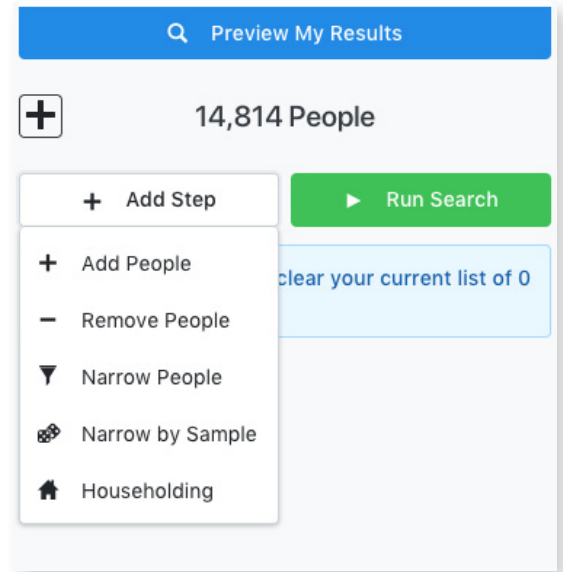 Preview My Results
14,814 People
Add Step
Run Search
Add People
clear your current list of 0
Remove People
Narrow People
Narrow by Sample
Householding